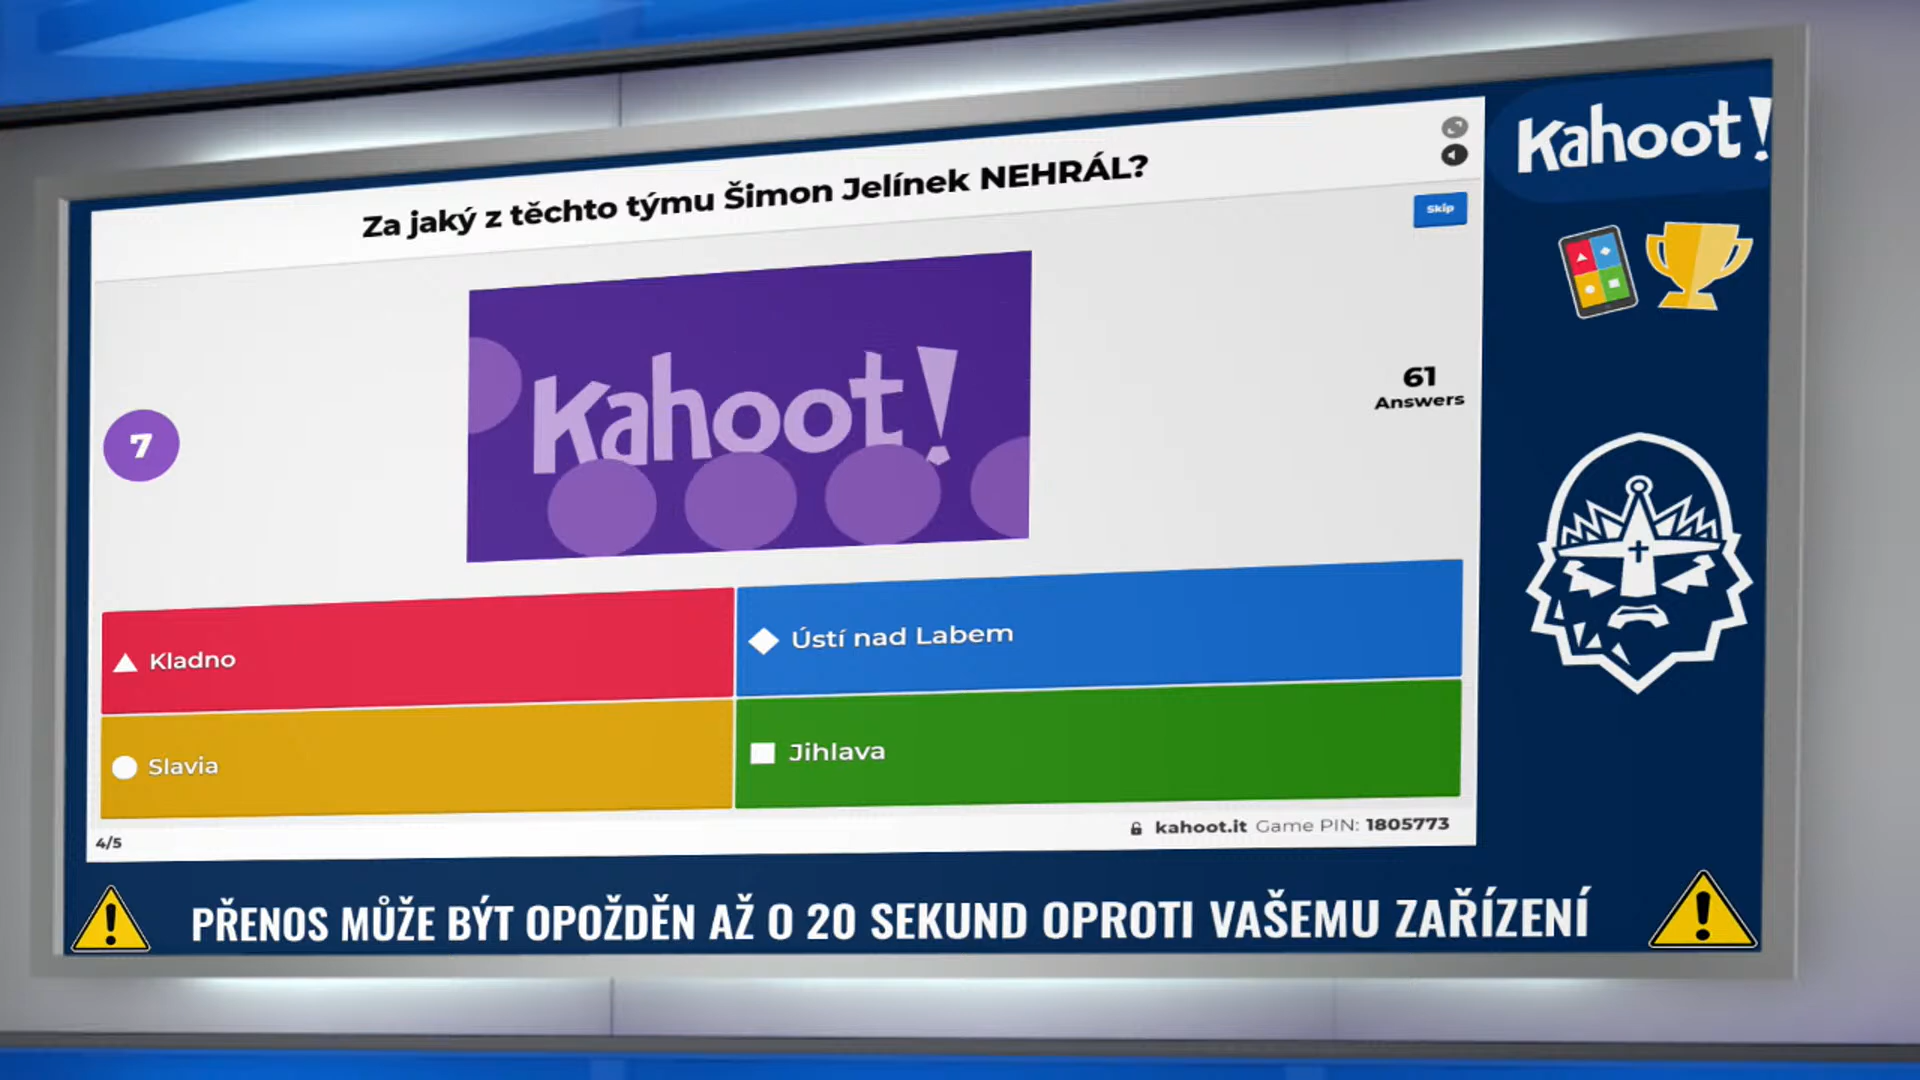 Kahoot!
Za jaký z těchto týmu Šimon Jelínek NEHRÁL?
Skip
Kahoot!
7
61
Answers
Kladno
Ústí nad Labem
Slavia
Jihlava
4/5
kahoot.it Game PIN: 1805773
PŘENOS MŮŽE BÝT OPOŽDĚN AŽ O 20 SEKUND OPROTI VAŠEMU ZAŘÍZENÍ